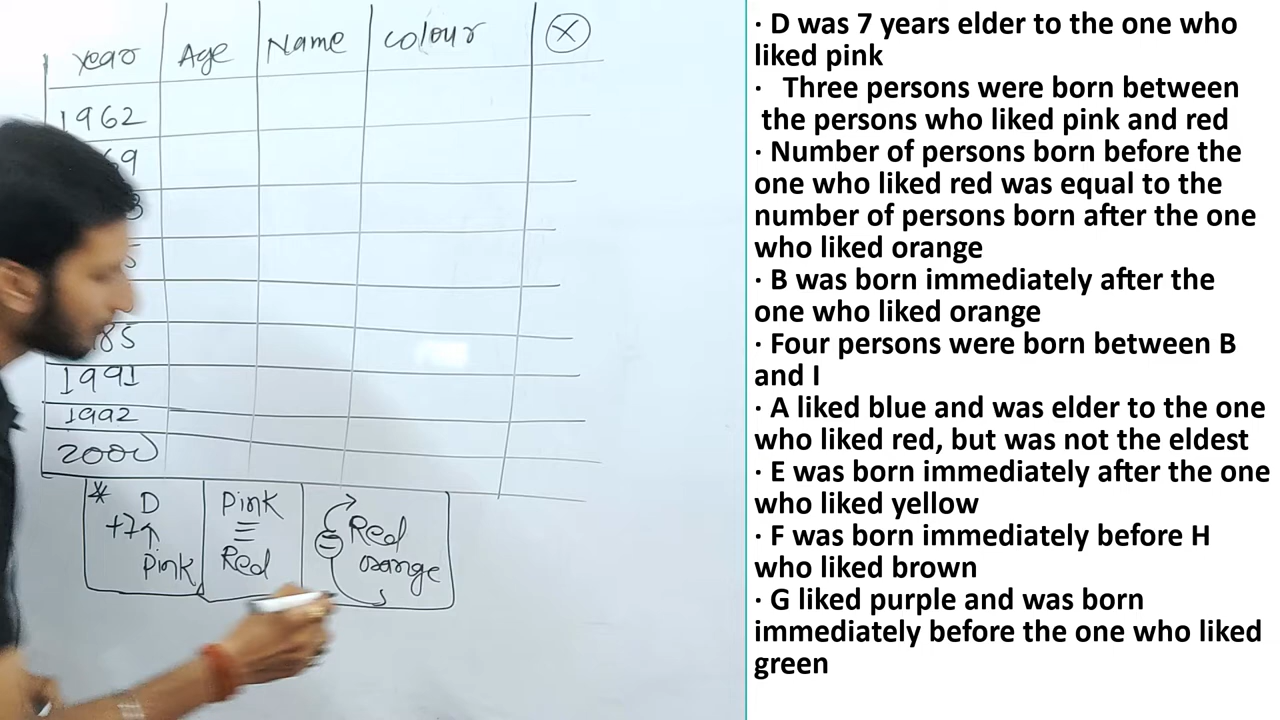 Year Age Name Colour X
1962
69
3
5
85
1991
1992
2000
* D Pink Red
+7 Red orange
Pink
· D was 7 years elder to the one who
liked pink
· Three persons were born between
the persons who liked pink and red
· Number of persons born before the
one who liked red was equal to the
number of persons born after the one
who liked orange
· B was born immediately after the
one who liked orange
· Four persons were born between B
and I
· A liked blue and was elder to the one
who liked red, but was not the eldest
· E was born immediately after the one
who liked yellow
· F was born immediately before H
who liked brown
· G liked purple and was born
immediately before the one who liked
green